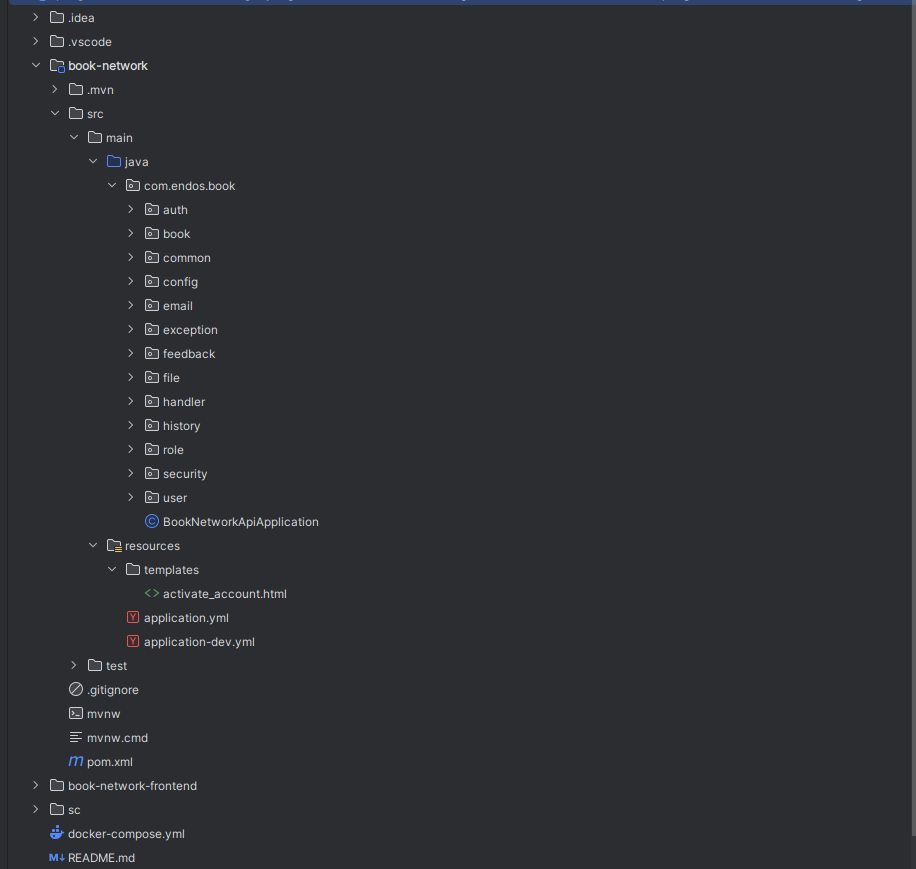 .idea
.vscode
book-network
.mvn
src
main
java
com.endos.book
auth
book
common
config
email
exception
feedback
file
handler
history
role
security
user
BookNetworkApiApplication
resources
templates
activate_account.html
application.yml
application-dev.yml
test
.gitignore
mvnw
mvnw.cmd
pom.xml
book-network-frontend
sc
docker-compose.yml
README.md